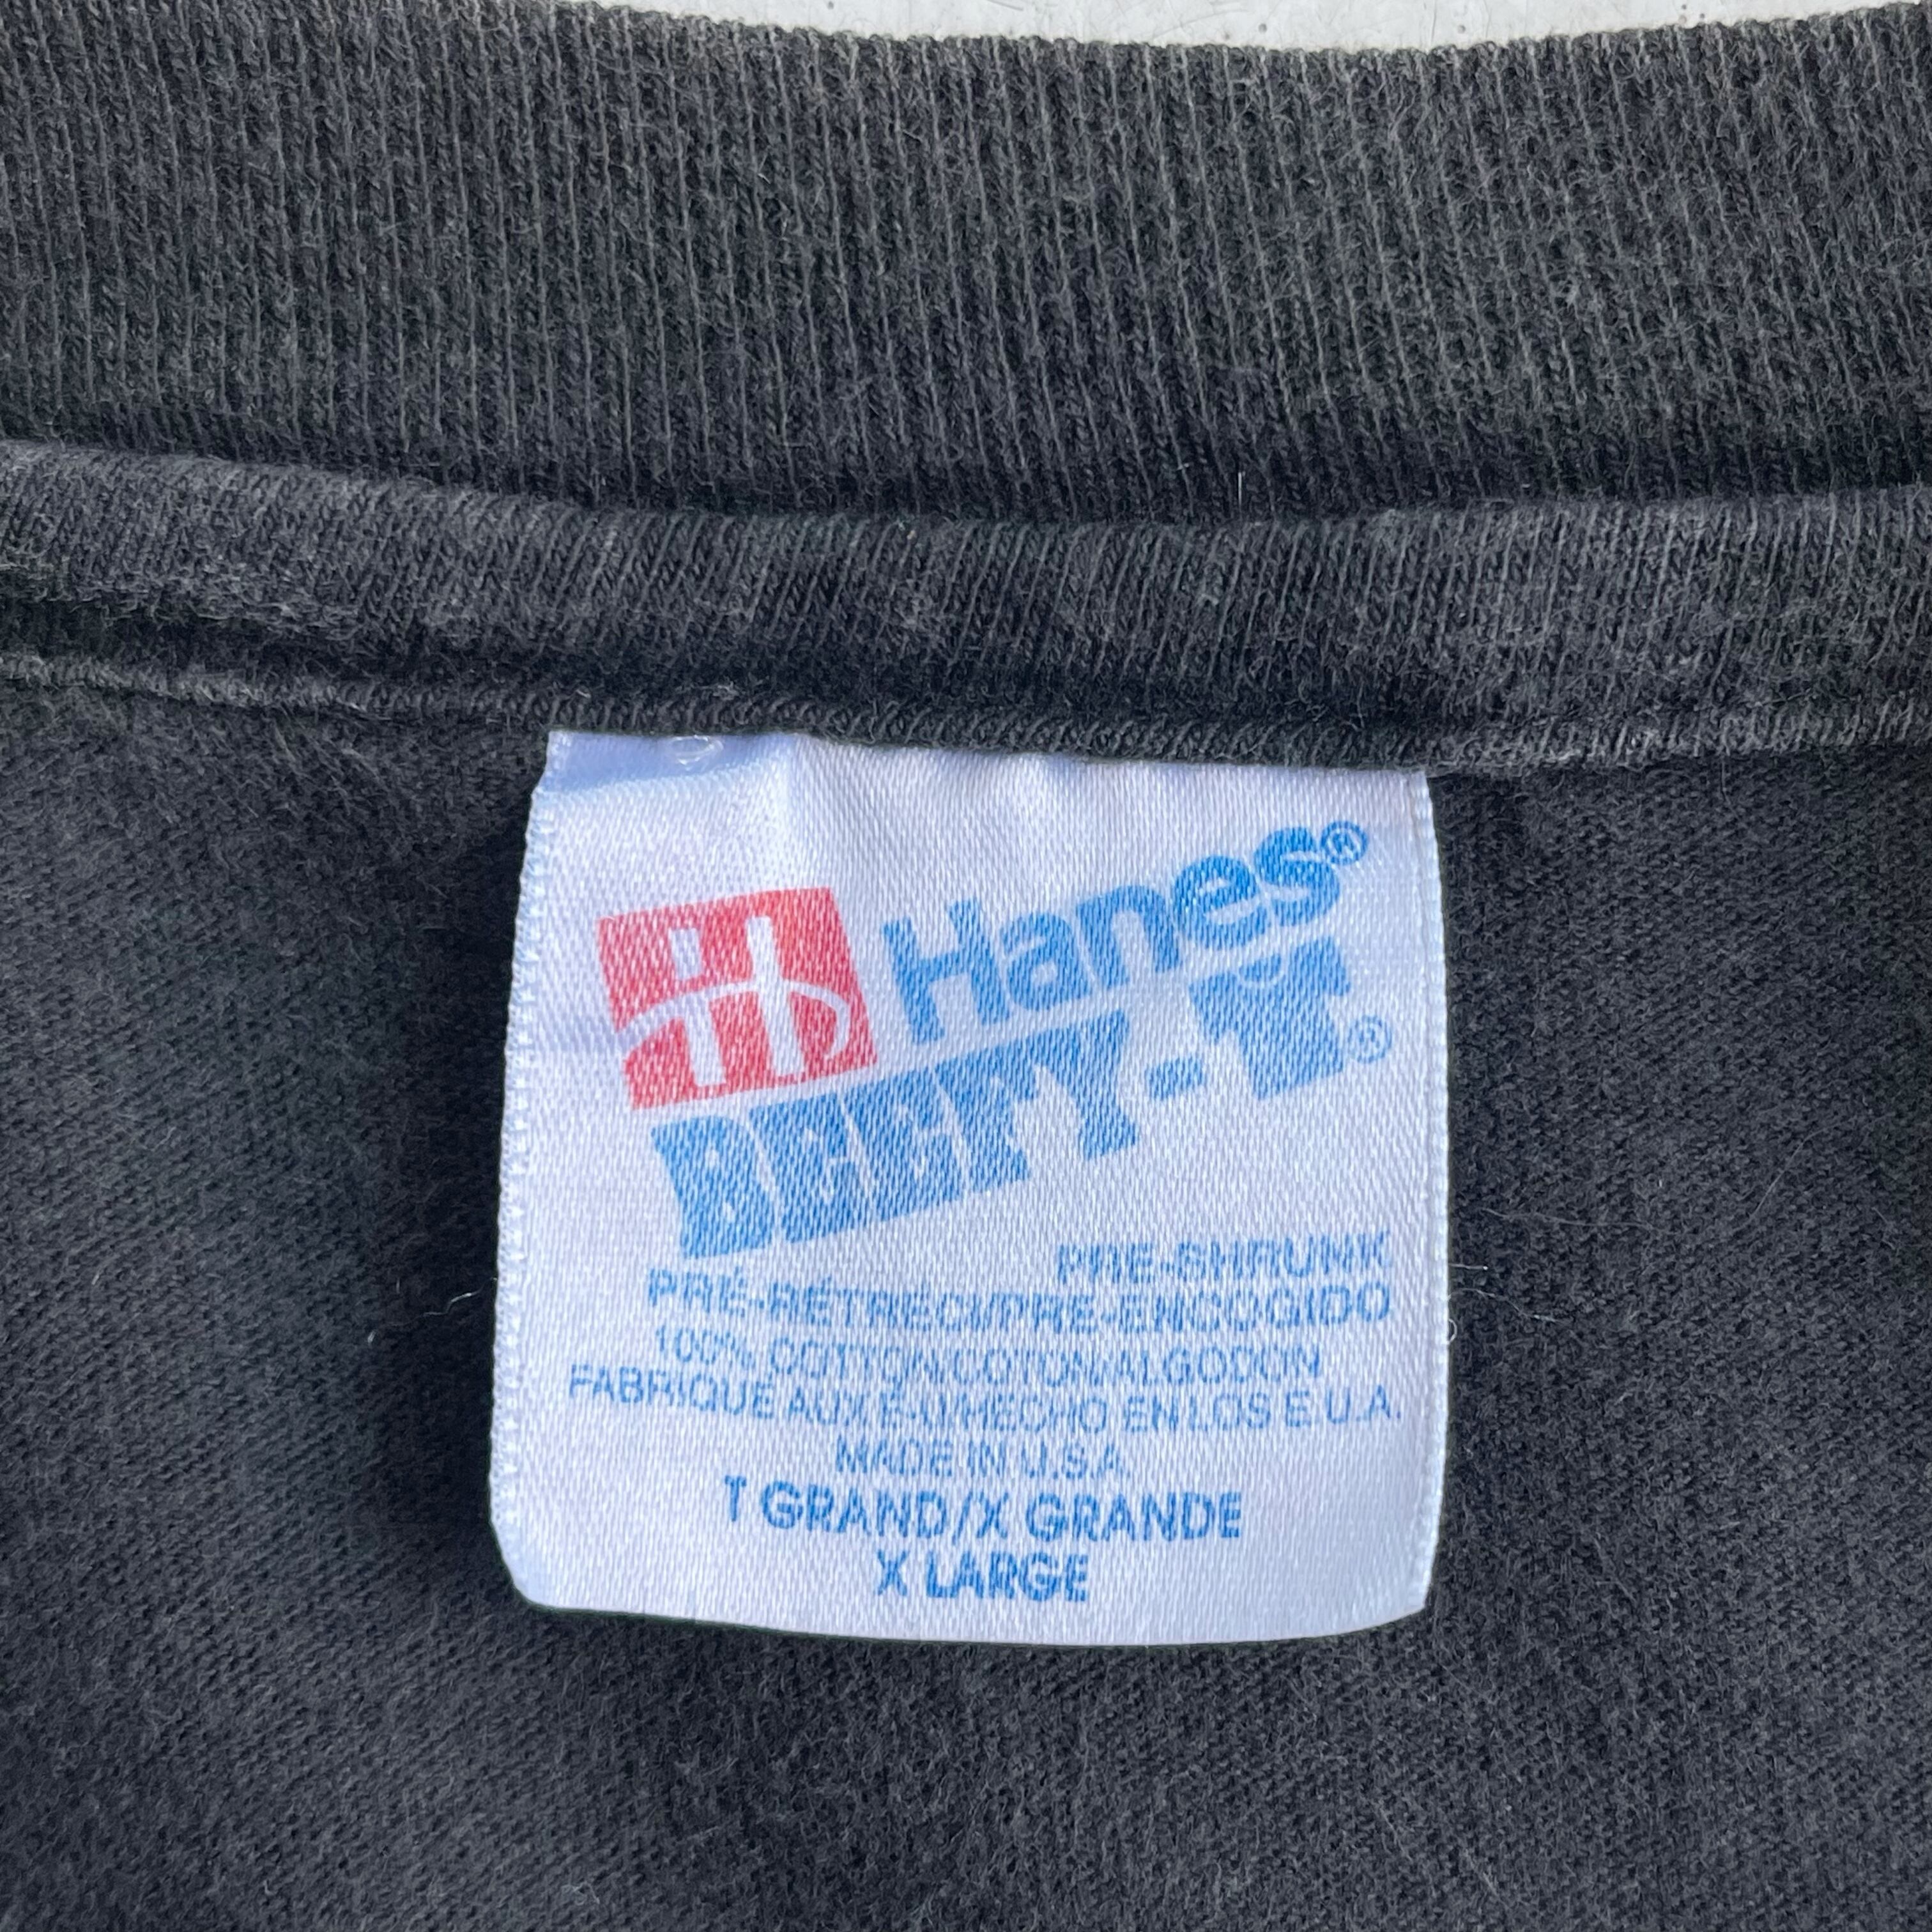 Hanes®
BEEFY-T®
PRE-SHRUNK
PRÉ-RÉTRÉCI/PRE-ENCOGIDO
100% COTTON/COTON/ALGODON
FABRIQUÉ AUX É-U/HECHO EN LOS E.U.A.
MADE IN U.S.A
T GRAND/X GRANDE
X LARGE